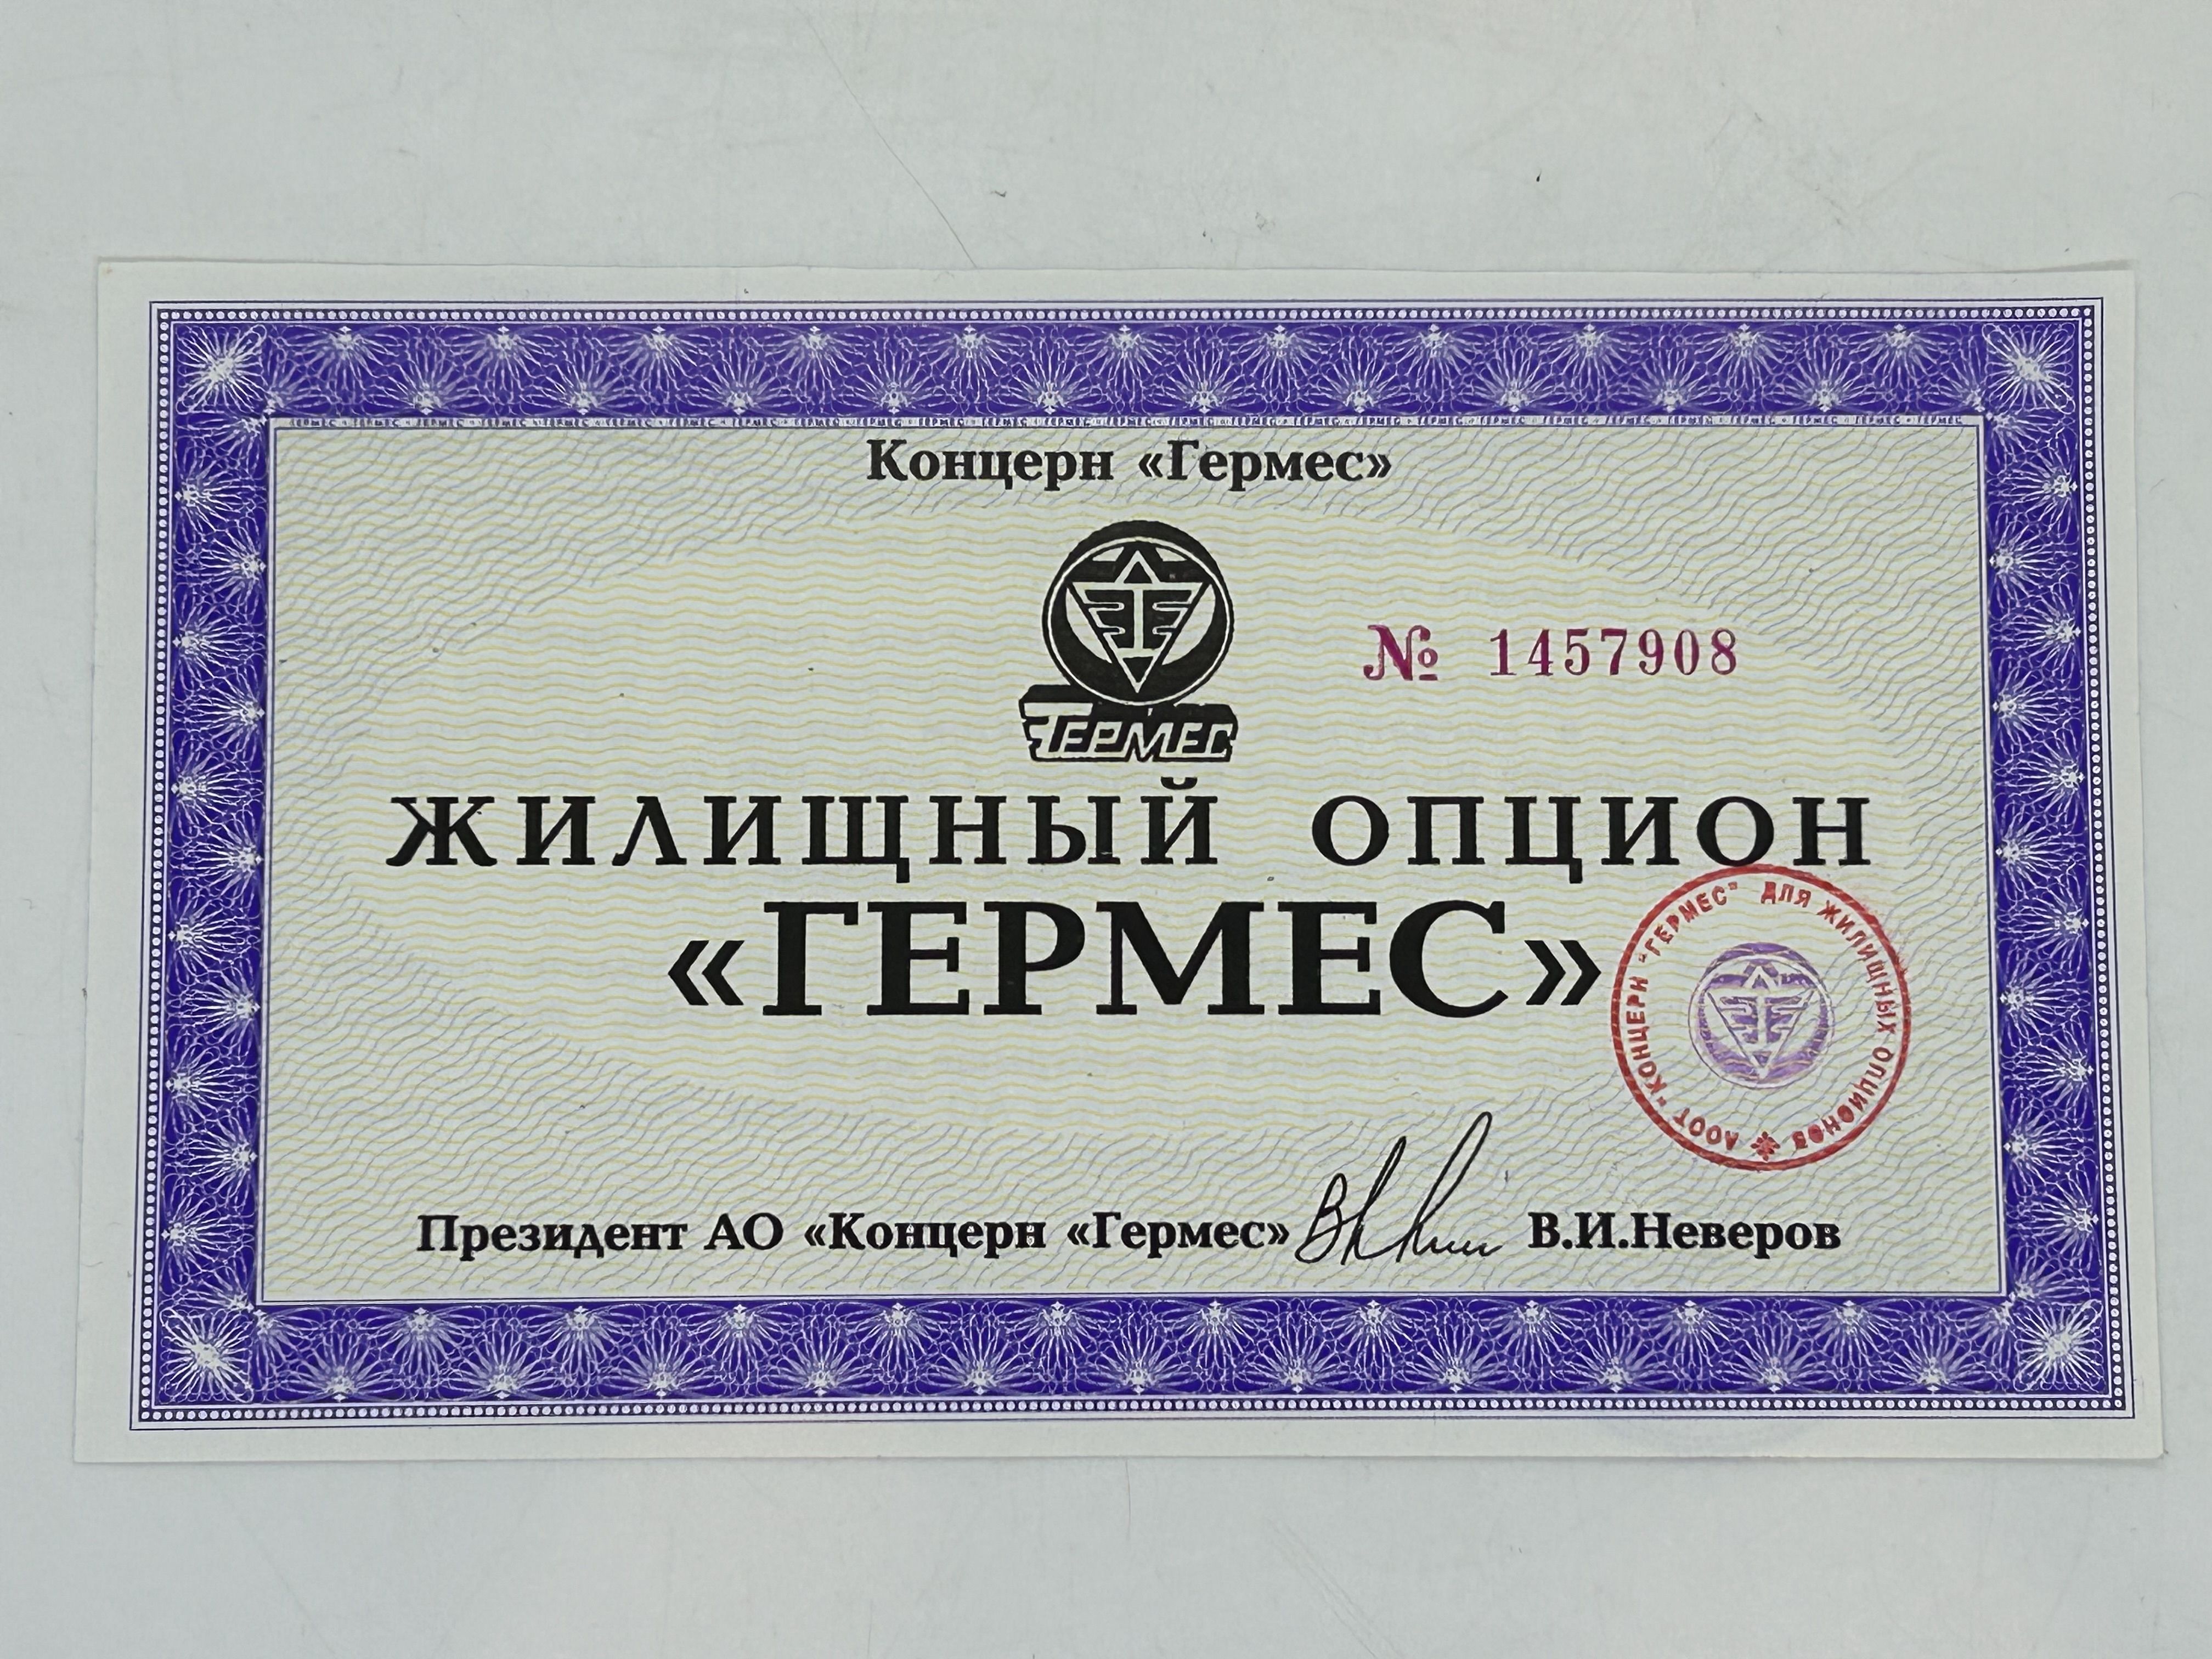 Концерн «Гермес»
ГЕРМЕС
№ 1457908
ЖИЛИЩНЫЙ ОПЦИОН
«ГЕРМЕС»
АООТ "КОНЦЕРН "ГЕРМЕС" ДЛЯ ЖИЛИЩНЫХ ОПЦИОНОВ
Президент АО «Концерн «Гермес» В.И.Неверов